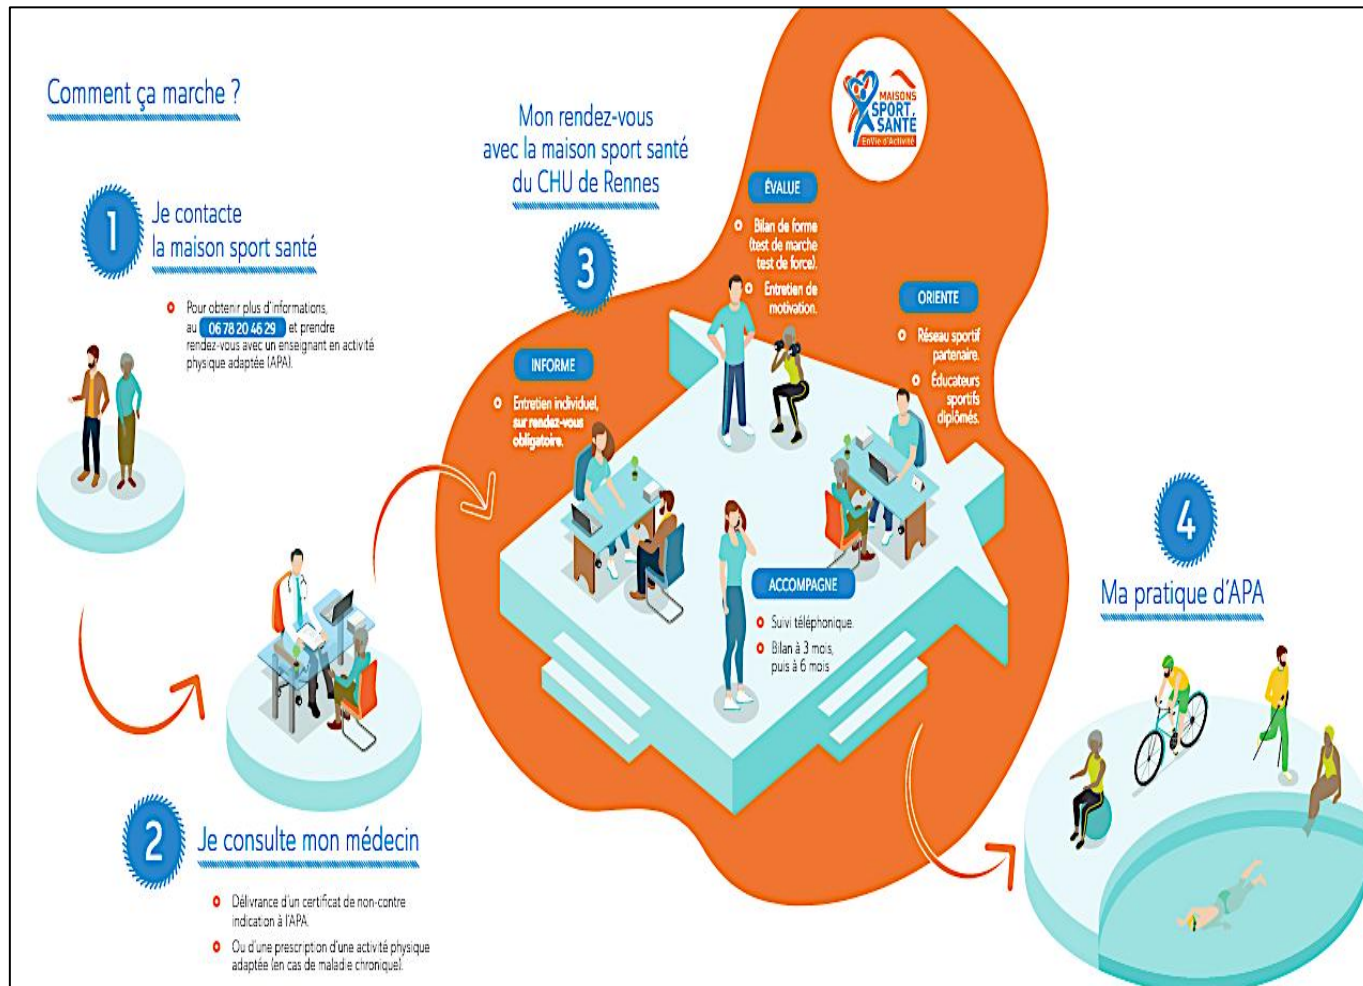 Comment ça marche ?
1
Je contacte
la maison sport santé
Pour obtenir plus d'informations,
au 06 78 20 46 29 et prendre
rendez-vous avec un enseignant en activité
physique adaptée (APA).
2
Je consulte mon médecin
Délivrance d'un certificat de non-contre
indication à l'APA.
Ou d'une prescription d'une activité physique
adaptée (en cas de maladie chronique).
Mon rendez-vous
avec la maison sport santé
du CHU de Rennes
3
INFORME
Entretien individuel,
sur rendez-vous
obligatoire.
MAISONS
SPORT
SANTÉ
EnVie d'Activité
ÉVALUE
Bilan de forme
(test de marche
test de force).
Entretien de
motivation.
ORIENTE
Réseau sportif
partenaire.
Éducateurs
sportifs
diplômés.
ACCOMPAGNE
Suivi téléphonique.
Bilan à 3 mois,
puis à 6 mois
4
Ma pratique d'APA